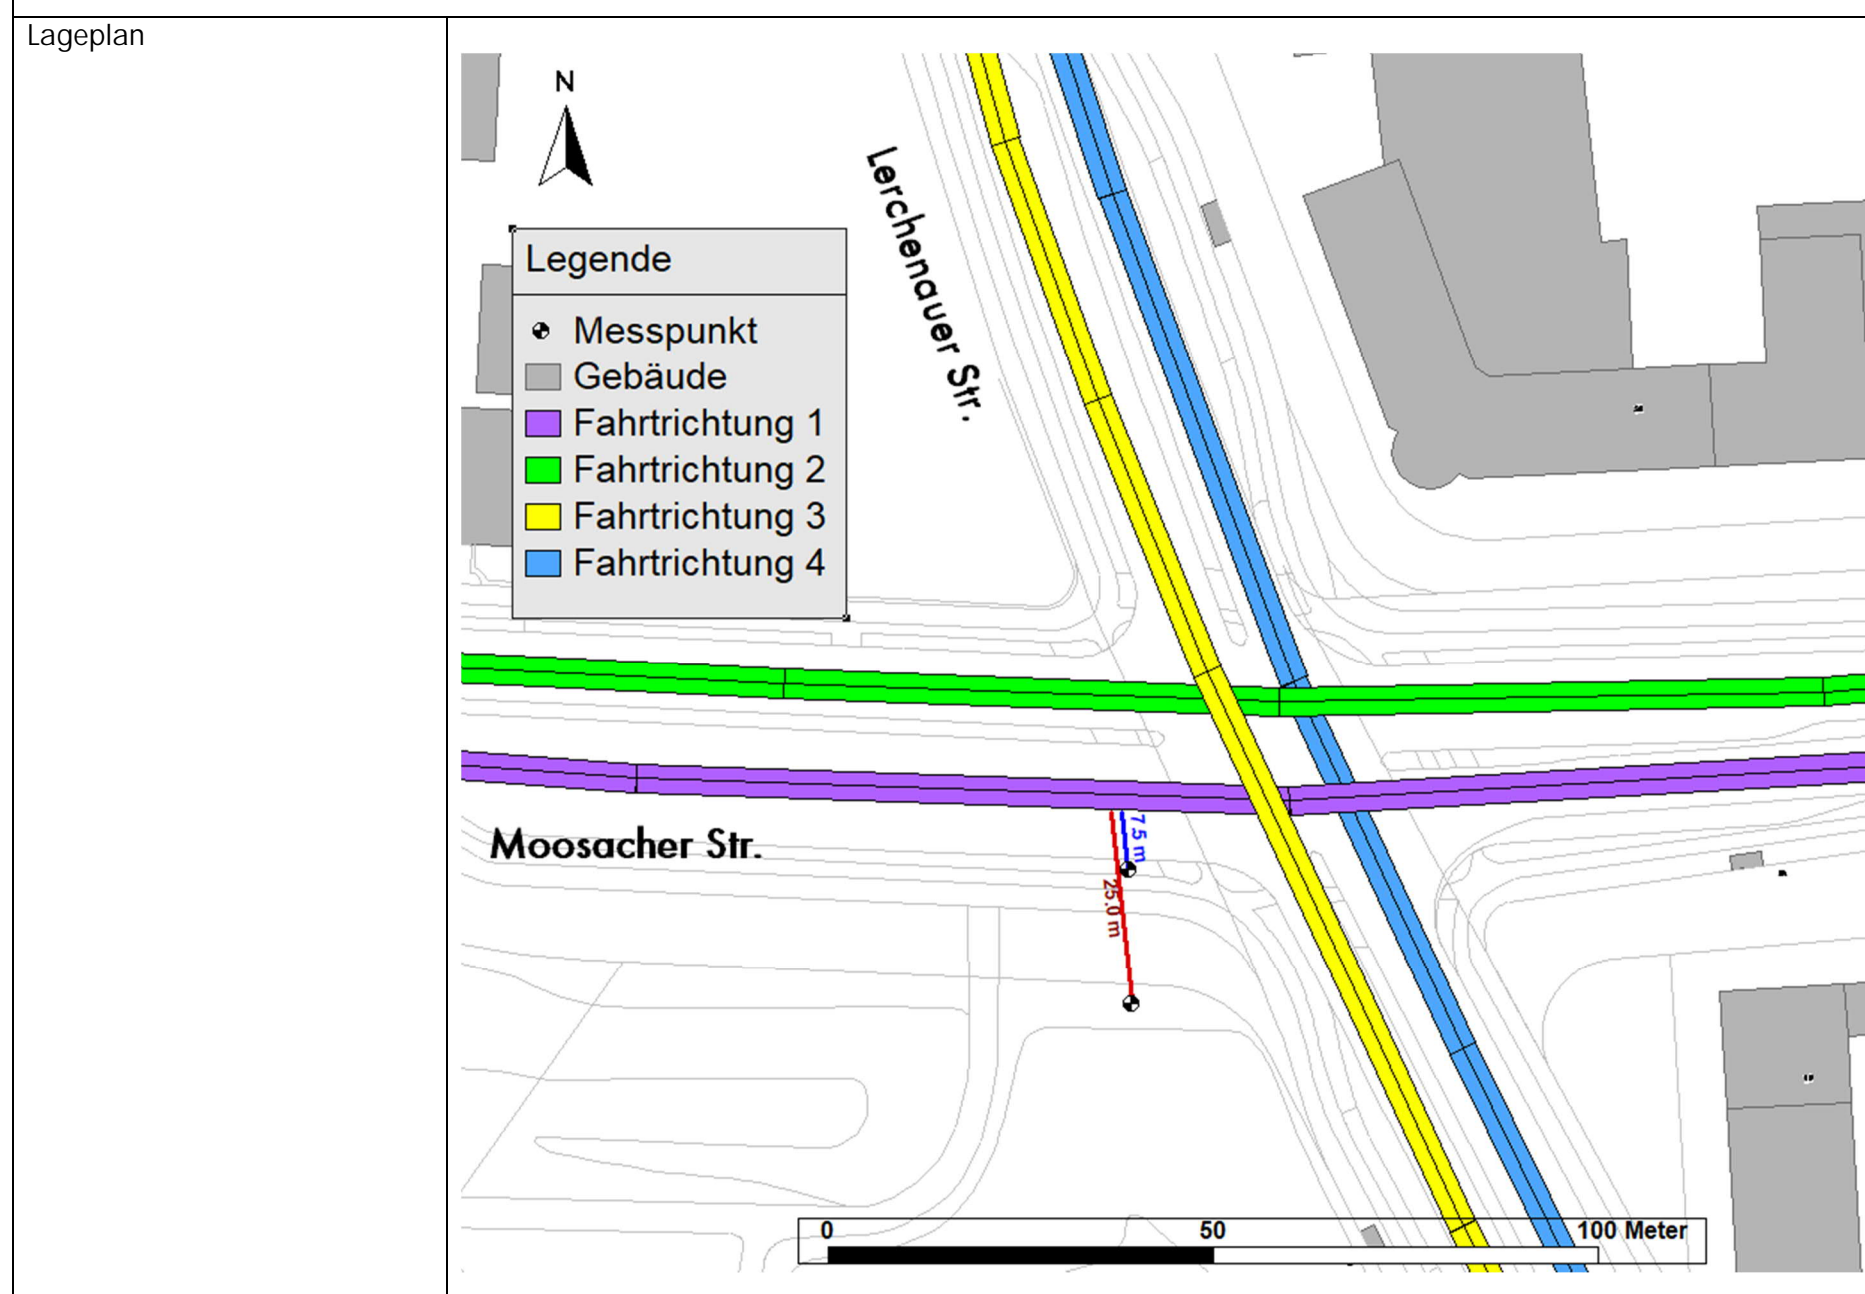 Lageplan
N
Lerchenauer Str.
Legende
Messpunkt
Gebäude
Fahrtrichtung 1
Fahrtrichtung 2
Fahrtrichtung 3
Fahrtrichtung 4
Moosacher Str.
7.5 m
25.0 m
0 50 100 Meter